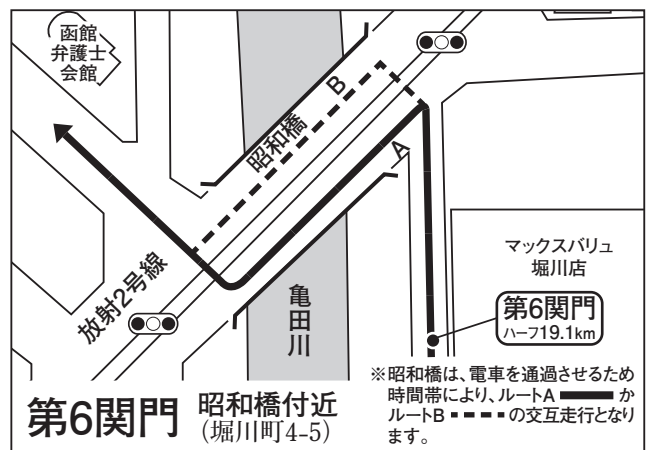 函館
弁護士
会館
B
昭和橋
A
放射2号線
亀田川
マックスバリュ
堀川店
第6関門
ハーフ19.1km
※昭和橋は、電車を通過させるため
時間帯により、ルートA か
ルートB の交互走行となり
ます。
第6関門 昭和橋付近
(堀川町4-5)